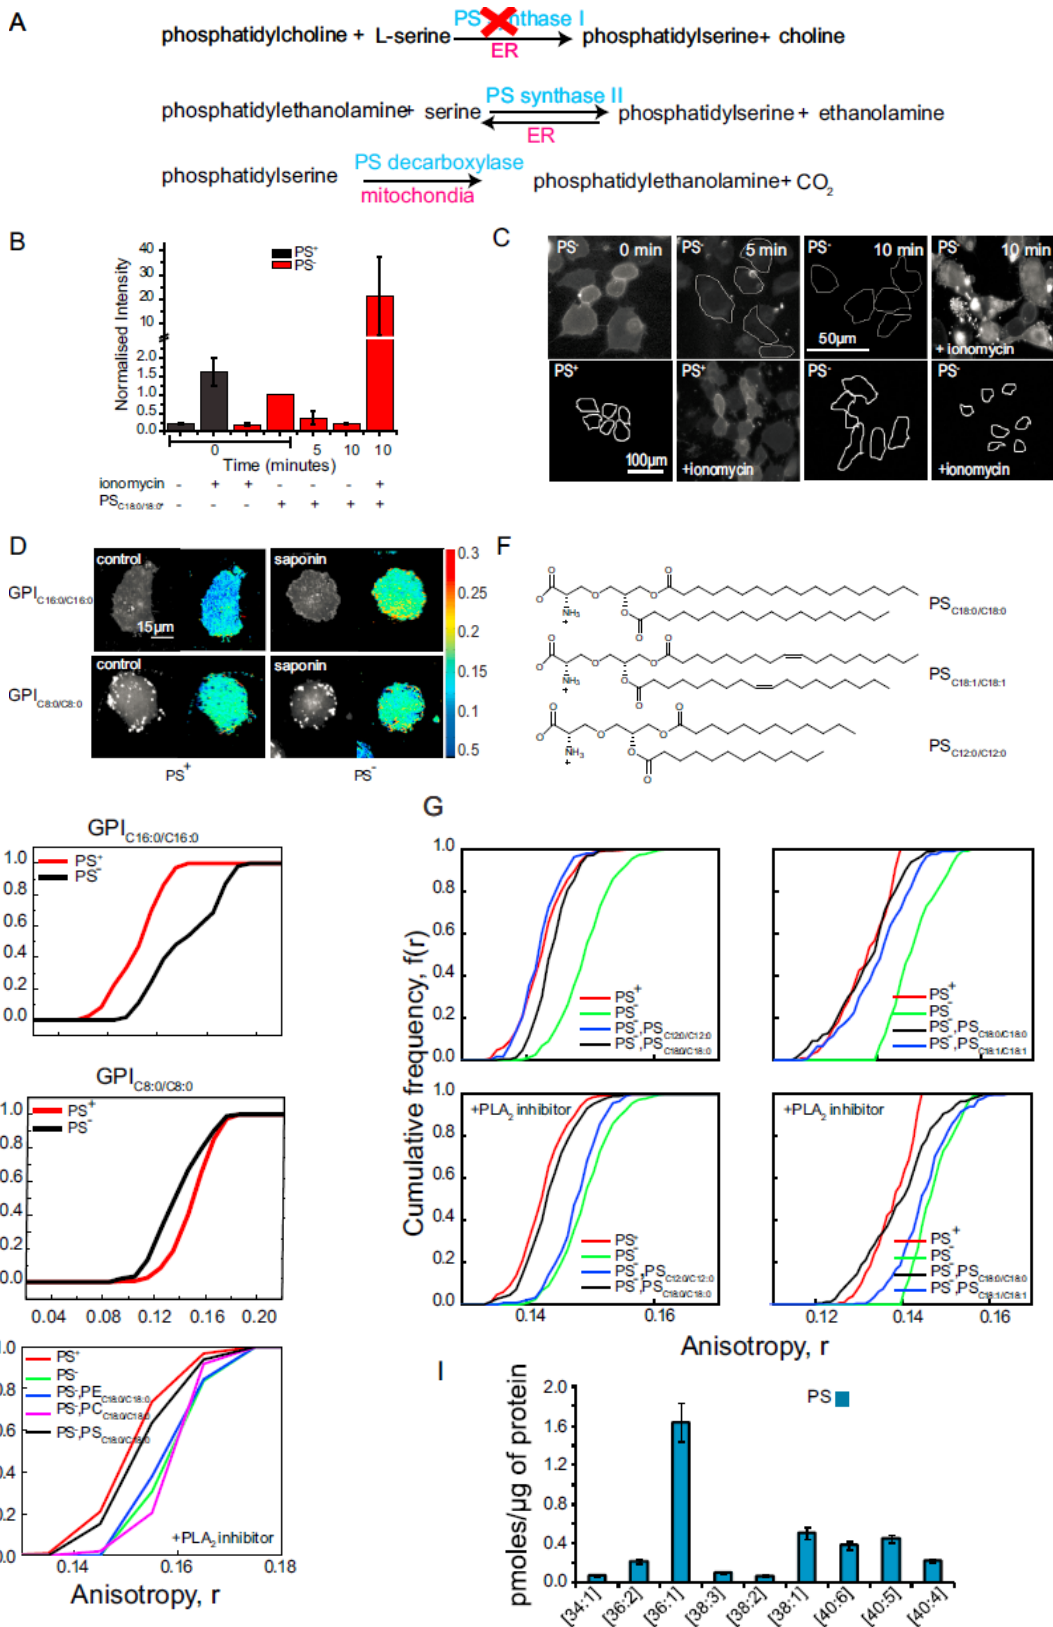 A
phosphatidylcholine + L-serine
PS synthase I
ER
phosphatidylserine+ choline
phosphatidylethanolamine+ serine
PS synthase II
ER
phosphatidylserine + ethanolamine
phosphatidylserine
PS decarboxylase
mitochondia
phosphatidylethanolamine+ CO2
B
Normalised Intensity
40
30
20
10
2.0
1.5
1.0
0.5
0.0
PS+
PS-
0 5 10 10
Time (minutes)
ionomycin - + + - - - +
PSC18:0/18:0* - - - + + + +
C
PS- 0 min
PS- 5 min
PS- 10 min
50µm
PS- 10 min
+ ionomycin
PS+
100µm
PS+
+ionomycin
PS-
PS-
+ionomycin
D
GPIC16:0/C16:0
control
15µm
saponin
GPIC8:0/C8:0
control
saponin
0.3
0.25
0.2
0.15
0.1
0.5
PS+ PS-
F
PSC18:0/C18:0
PSC18:1/C18:1
PSC12:0/C12:0
O
O
NH3
+
O
O
O
O
O
O
NH3
+
O
O
O
O
O
O
NH3
+
O
O
O
O
GPIC16:0/C16:0
PS+
PS-
1.0
0.8
0.6
0.4
0.2
0.0
GPIC8:0/C8:0
PS+
PS-
1.0
0.8
0.6
0.4
0.2
0.0
0.04 0.08 0.12 0.16 0.20
PS+
PS-
PS-,PEC18:0/C18:0
PS-,PCC18:0/C18:0
PS-,PSC18:0/C18:0
+PLA2 inhibitor
.0
0.8
0.6
0.4
0.2
0.0
0.14 0.16 0.18
Anisotropy, r
G
Cumulative frequency, f(r)
1.0
0.8
0.6
0.4
0.2
0.0
PS+
PS-
PS-,PSC12:0/C12:0
PS-,PSC18:0/C18:0
PS+
PS-
PS-,PSC18:0/C18:0
PS-,PSC18:1/C18:1
+PLA2 inhibitor
1.0
0.8
0.6
0.4
0.2
0.0
PS+
PS-
PS-,PSC12:0/C12:0
PS-,PSC18:0/C18:0
0.14 0.16
+PLA2 inhibitor
PS+
PS-
PS-,PSC18:0/C18:0
PS-,PSC18:1/C18:1
0.12 0.14 0.16
Anisotropy, r
I
pmoles/µg of protein
2.0
1.6
1.2
0.8
0.4
0.0
PS
[34:1] [36:2] [36:1] [38:3] [38:2] [38:1] [40:6] [40:5] [40:4]